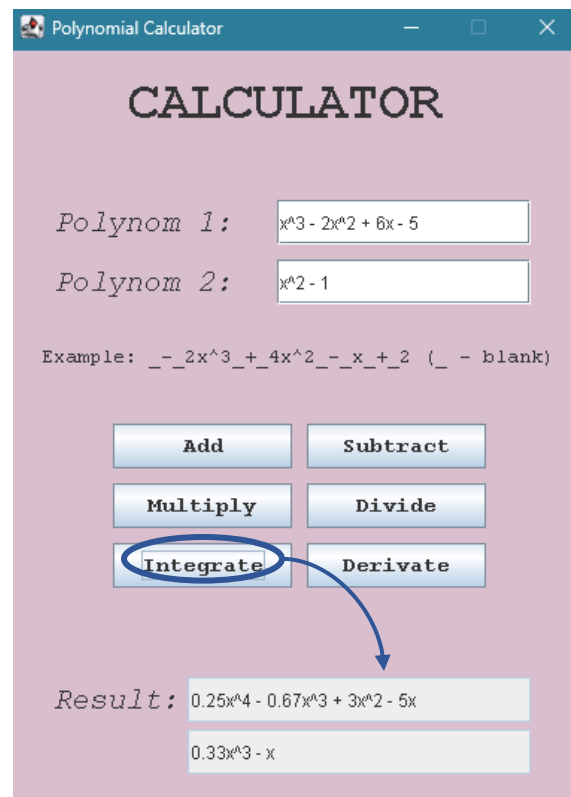 Polynomial Calculator
CALCULATOR
Polynom 1: x^3 - 2x^2 + 6x - 5
Polynom 2: x^2 - 1
Example: _-_2x^3_+_4x^2_-_x_+_2 (_ - blank)
Add Subtract
Multiply Divide
Integrate Derivate
Result: 0.25x^4 - 0.67x^3 + 3x^2 - 5x
0.33x^3 - x